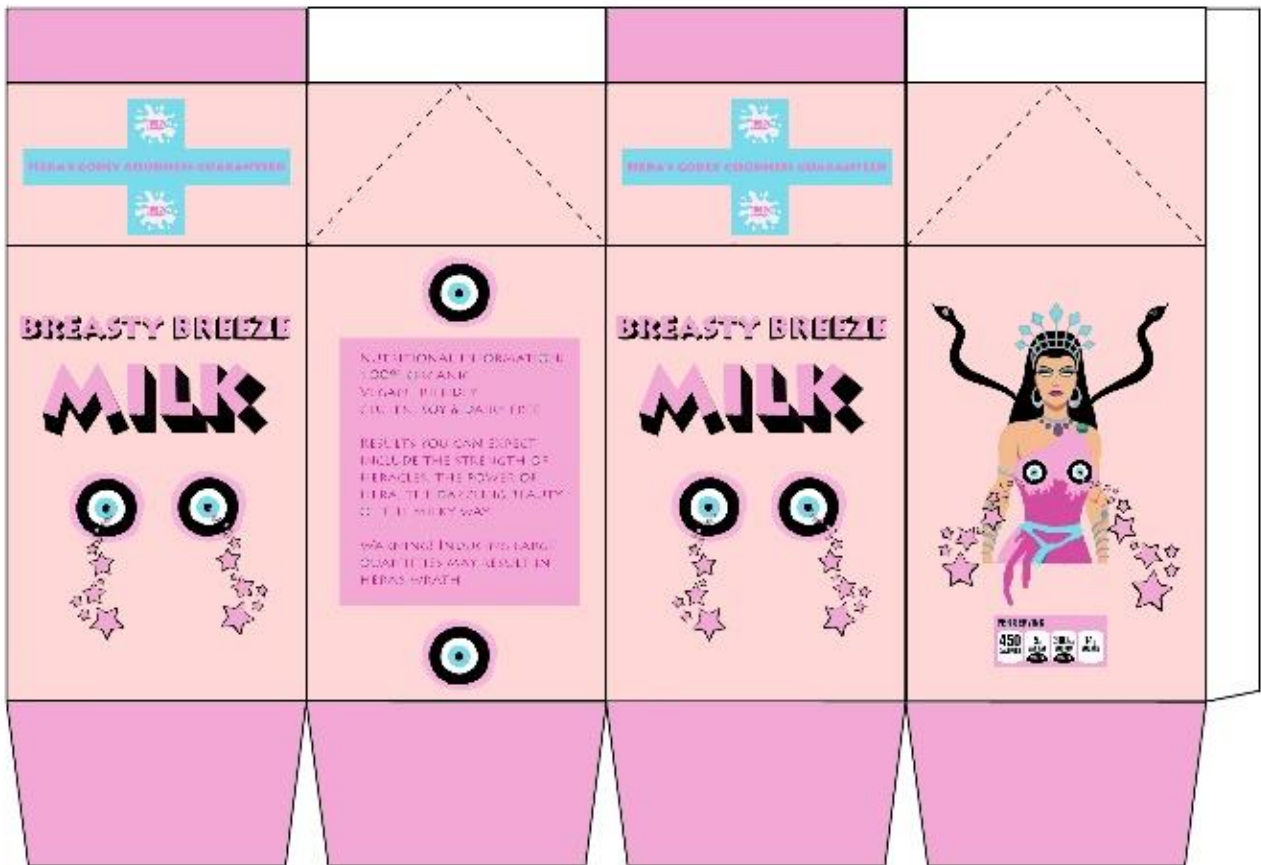 HERA'S GODLY GOODNESS GUARANTEED
BREASTY BREEZE
MILK
NUTRITIONAL INFORMATION:
100% ORGANIC
VEGAN FRIENDLY
GLUTEN, SOY & DAIRY FREE
RESULTS YOU CAN EXPECT
INCLUDE THE STRENGTH OF
HERACLES, THE POWER OF
HERA, THE DAZZLING BEAUTY
OF THE MILKY WAY
WARNING! INDUCING LARGE
QUANTITIES MAY RESULT IN
HERAS WRATH
HERA'S GODLY GOODNESS GUARANTEED
BREASTY BREEZE
MILK
PER SERVING
450
CALORIES